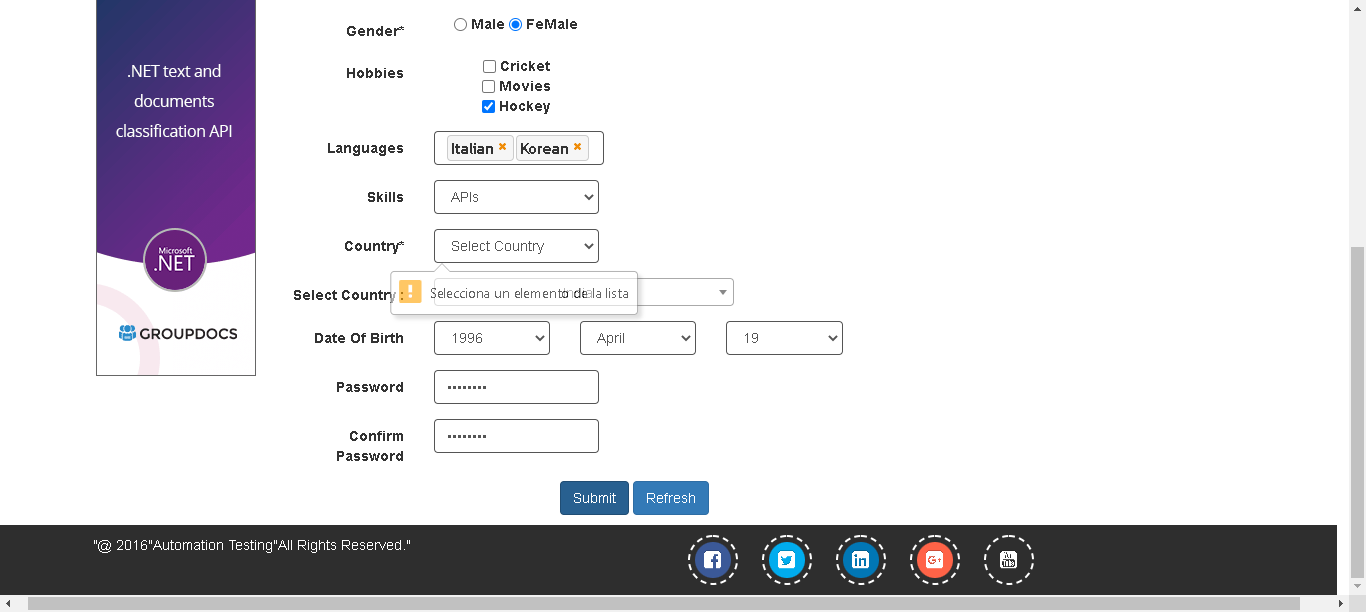 .NET text and
documents
classification API
Microsoft
.NET
GROUPDOCS
Gender*
Male FeMale
Hobbies
Cricket
Movies
Hockey
Languages
Italian × Korean ×
Skills
APIs
Country*
Select Country
Select Country :
Selecciona un elemento de la lista
Date Of Birth
1996 April 19
Password
••••••••
Confirm
Password
••••••••
Submit Refresh
"@ 2016"Automation Testing"All Rights Reserved."